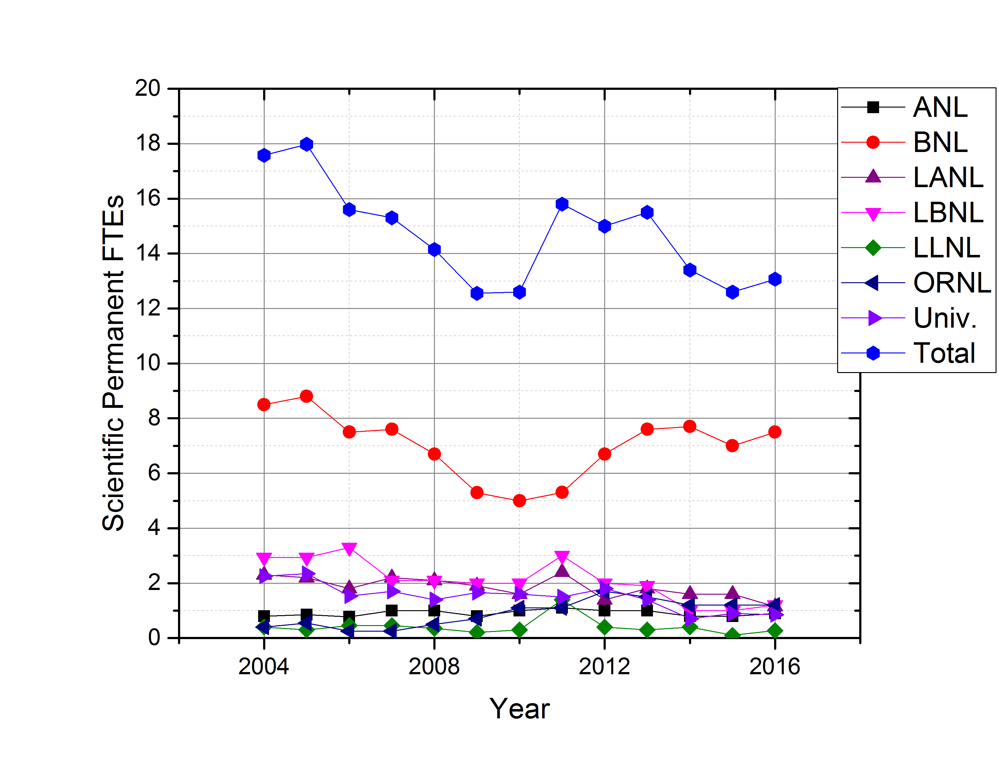 20
18
16
14
12
10
8
6
4
2
0
Scientific Permanent FTEs
2004 2008 2012 2016
Year
ANL
BNL
LANL
LBNL
LLNL
ORNL
Univ.
Total